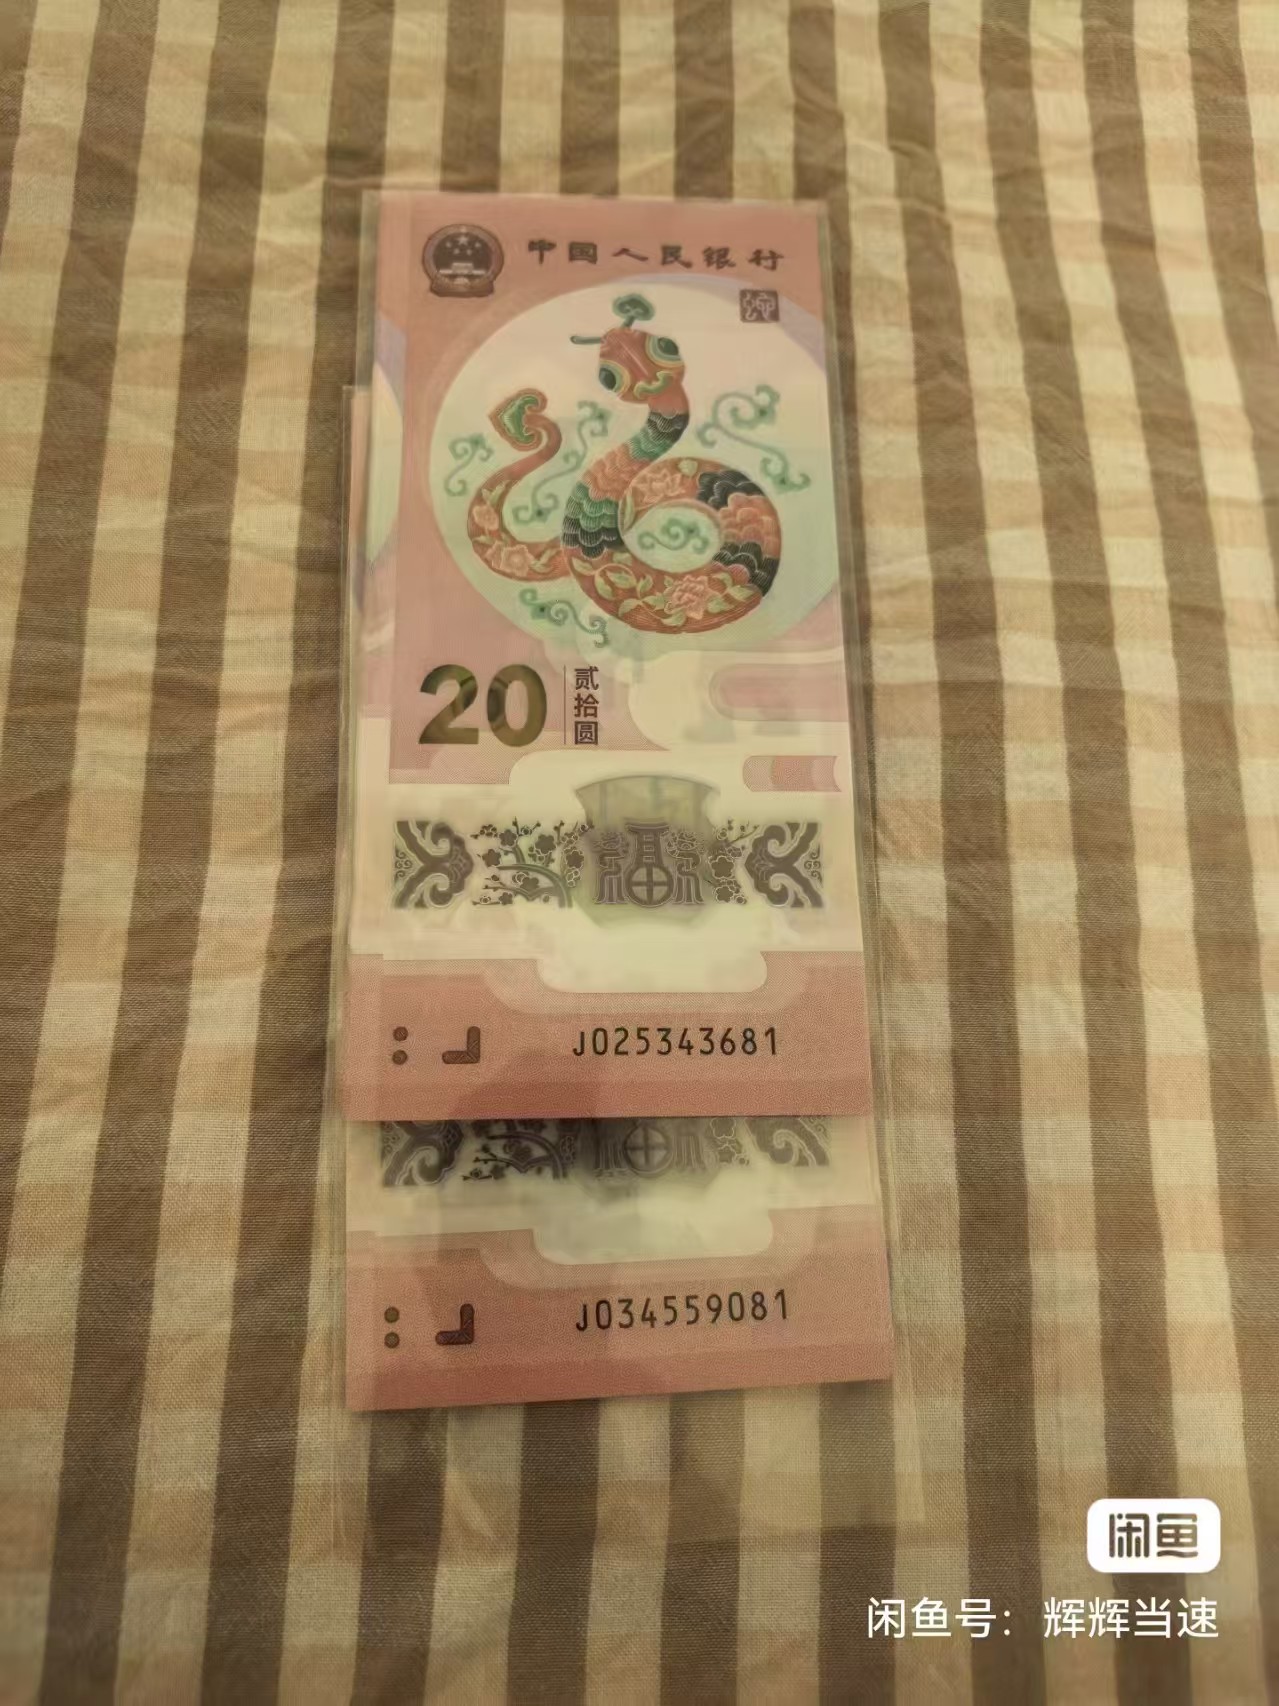 中国人民银行
蛇
20 贰拾圆
福
J025343681
J034559081
闲鱼
闲鱼号：辉辉当速